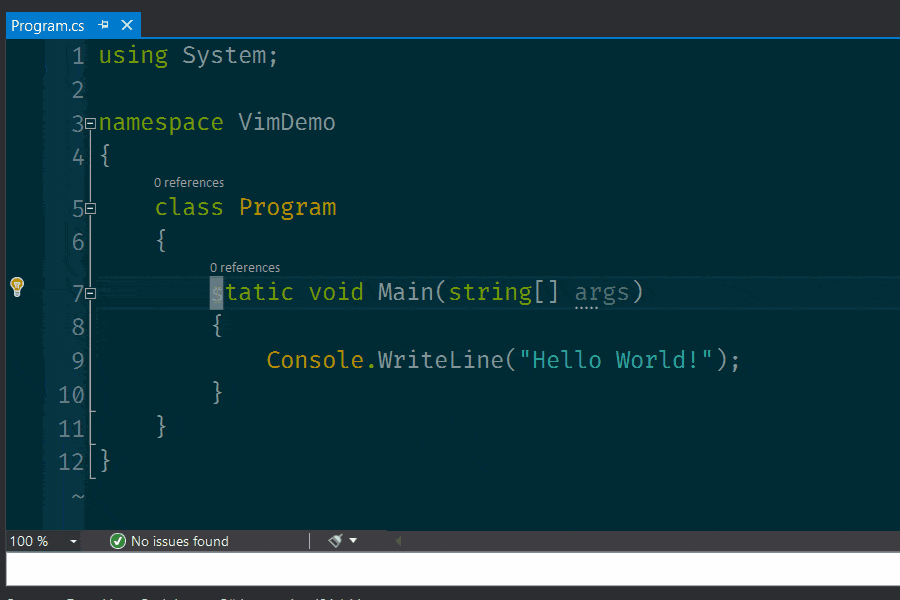 Program.cs
1 using System;
2
3 namespace VimDemo
4 {
0 references
5 class Program
6 {
0 references
7 static void Main(string[] args)
8 {
9 Console.WriteLine("Hello World!");
10 }
11 }
12 }
~
100 % No issues found